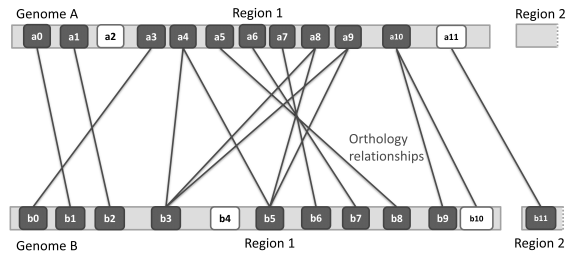 Genome A Region 1 Region 2
a0 a1 a2 a3 a4 a5 a6 a7 a8 a9 a10 a11
Orthology
relationships
b0 b1 b2 b3 b4 b5 b6 b7 b8 b9 b10 b11
Genome B Region 1 Region 2